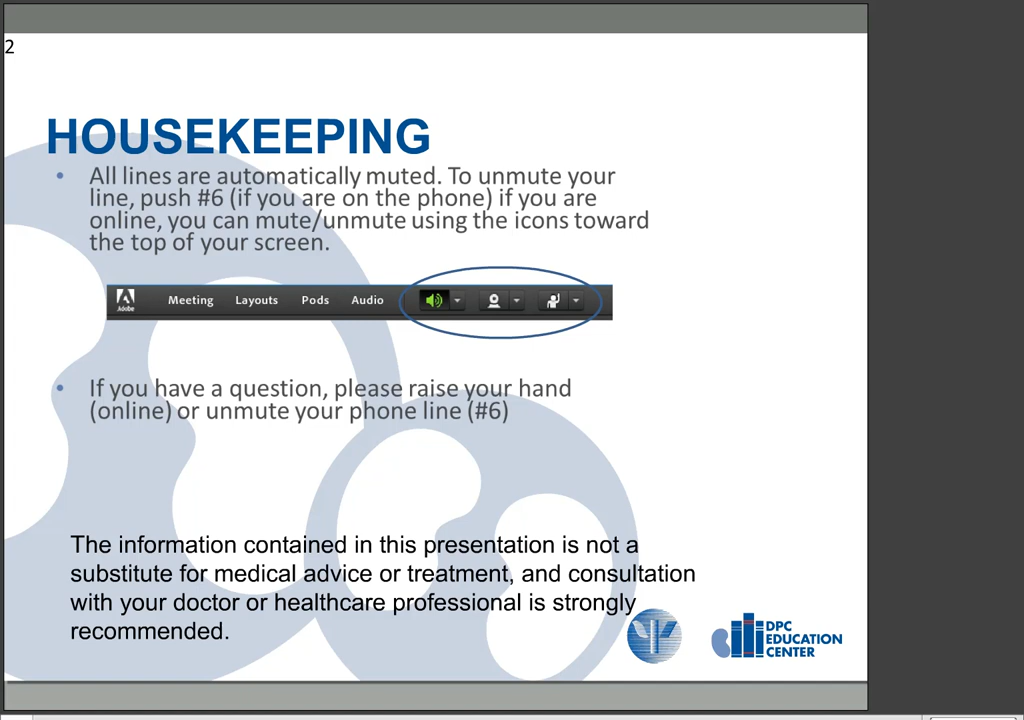 2
HOUSEKEEPING
• All lines are automatically muted. To unmute your
line, push #6 (if you are on the phone) if you are
online, you can mute/unmute using the icons toward
the top of your screen.
Adobe Meeting Layouts Pods Audio
• If you have a question, please raise your hand
(online) or unmute your phone line (#6)
The information contained in this presentation is not a
substitute for medical advice or treatment, and consultation
with your doctor or healthcare professional is strongly
recommended.
DPC
EDUCATION
CENTER